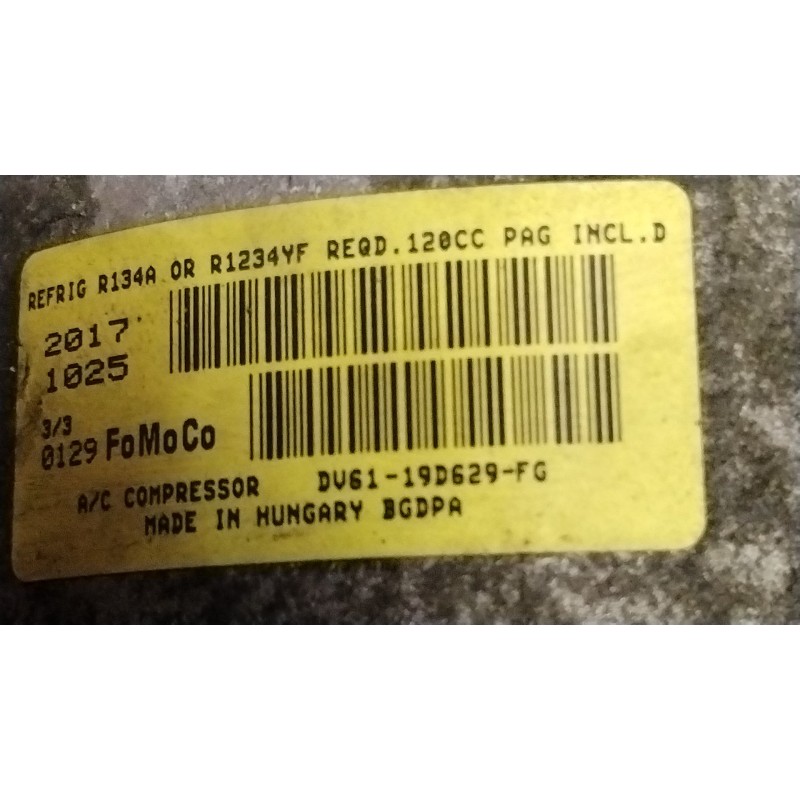 REFRIG R134A OR R1234YF REQD.120CC PAG INCL.D
2017
1025
3/3
0129 FoMoCo
A/C COMPRESSOR DV61-19D629-FG
MADE IN HUNGARY BGDPA